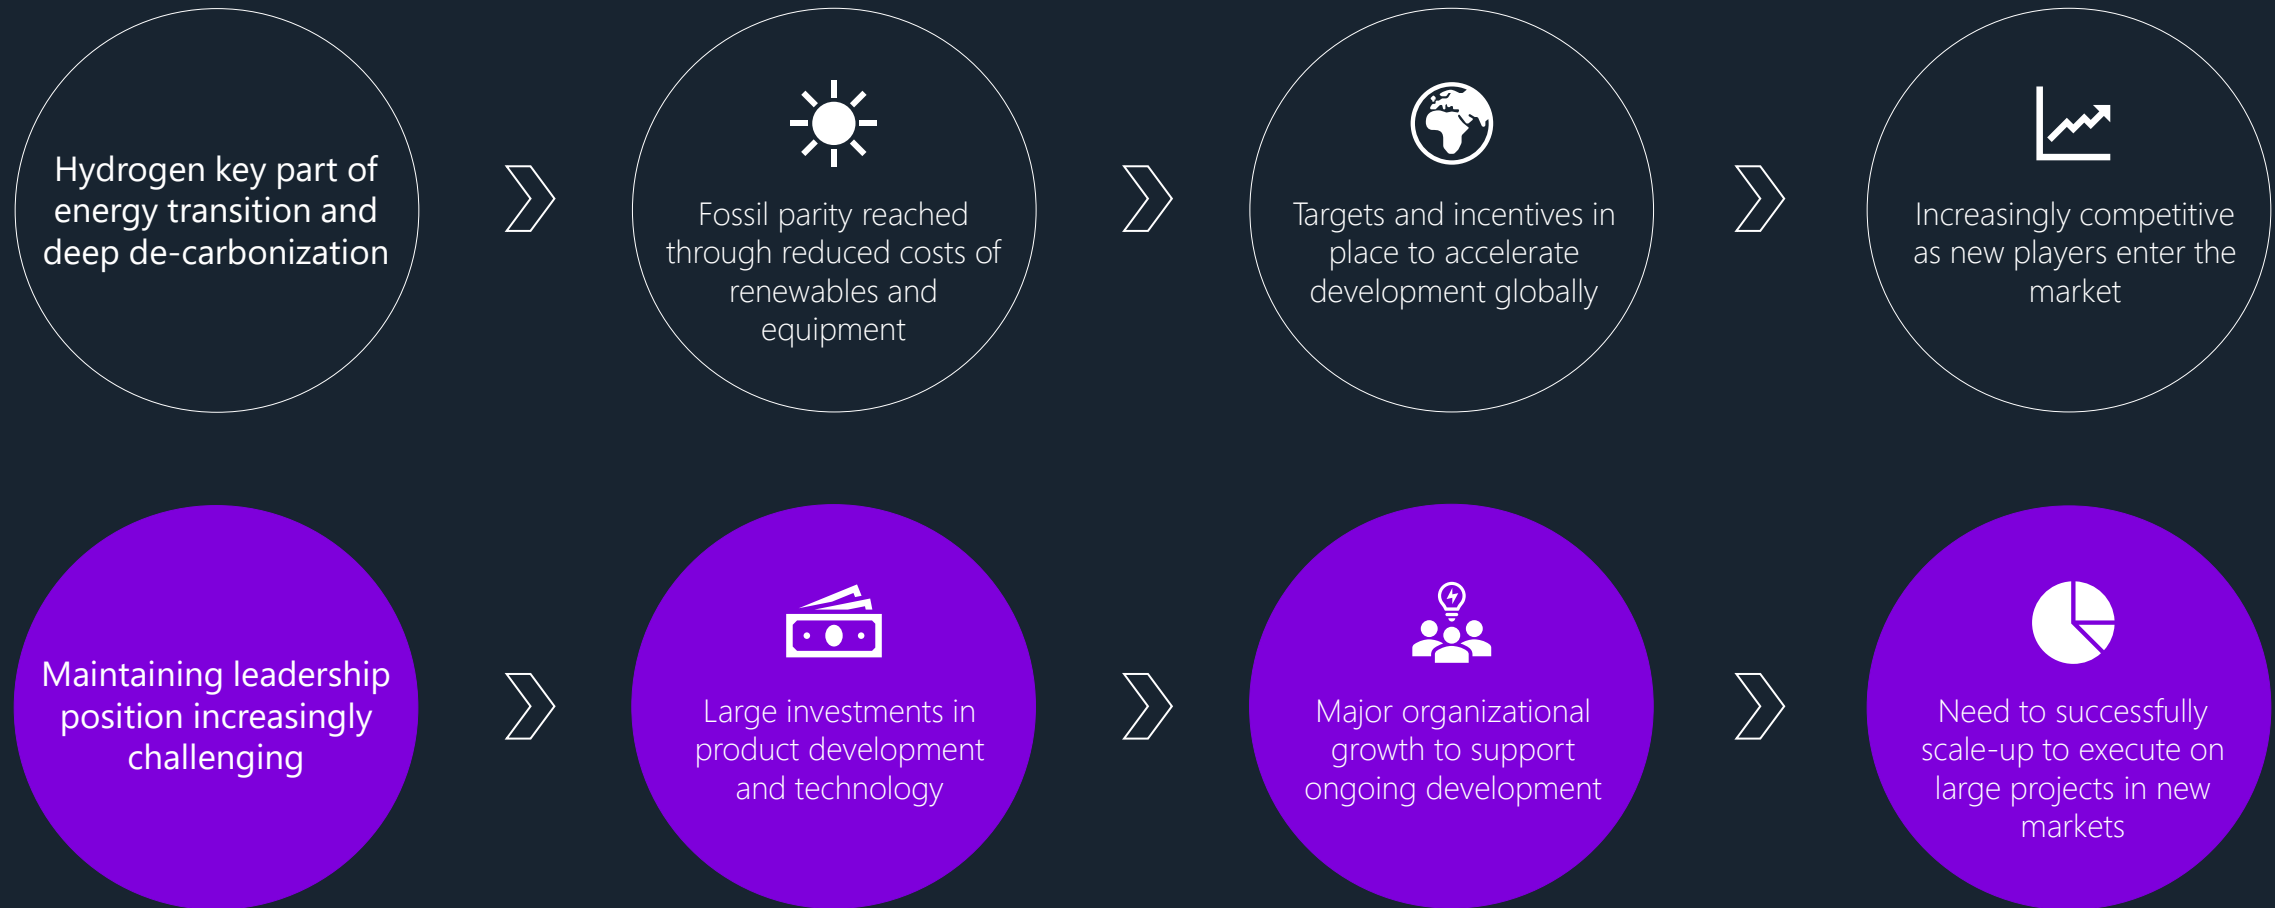 Hydrogen key part of
energy transition and
deep de-carbonization
Fossil parity reached
through reduced costs of
renewables and
equipment
Targets and incentives in
place to accelerate
development globally
Increasingly competitive
as new players enter the
market
Maintaining leadership
position increasingly
challenging
Large investments in
product development
and technology
Major organizational
growth to support
ongoing development
Need to successfully
scale-up to execute on
large projects in new
markets